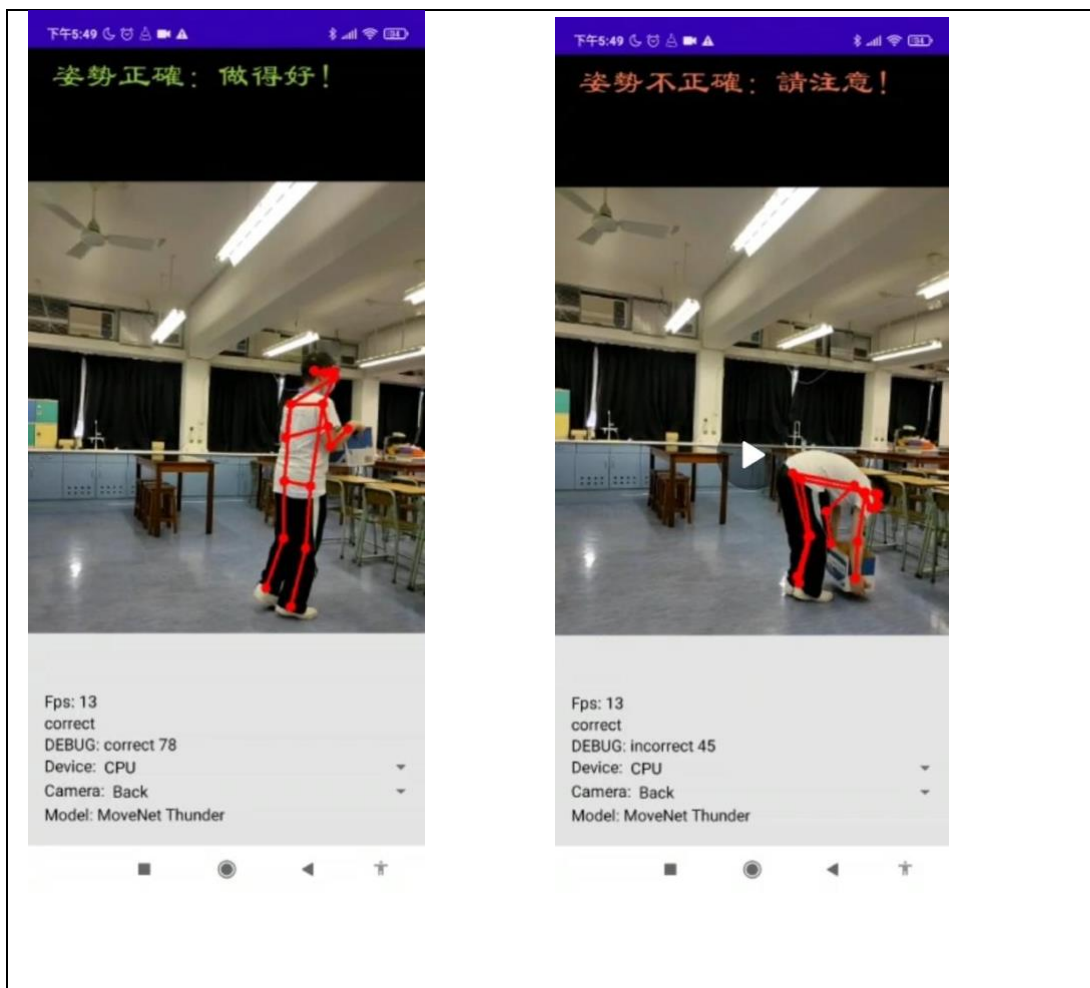 下午5:49
姿勢正確：做得好！
Fps: 13
correct
DEBUG: correct 78
Device: CPU
Camera: Back
Model: MoveNet Thunder
下午5:49
姿勢不正確：請注意！
Fps: 13
correct
DEBUG: incorrect 45
Device: CPU
Camera: Back
Model: MoveNet Thunder